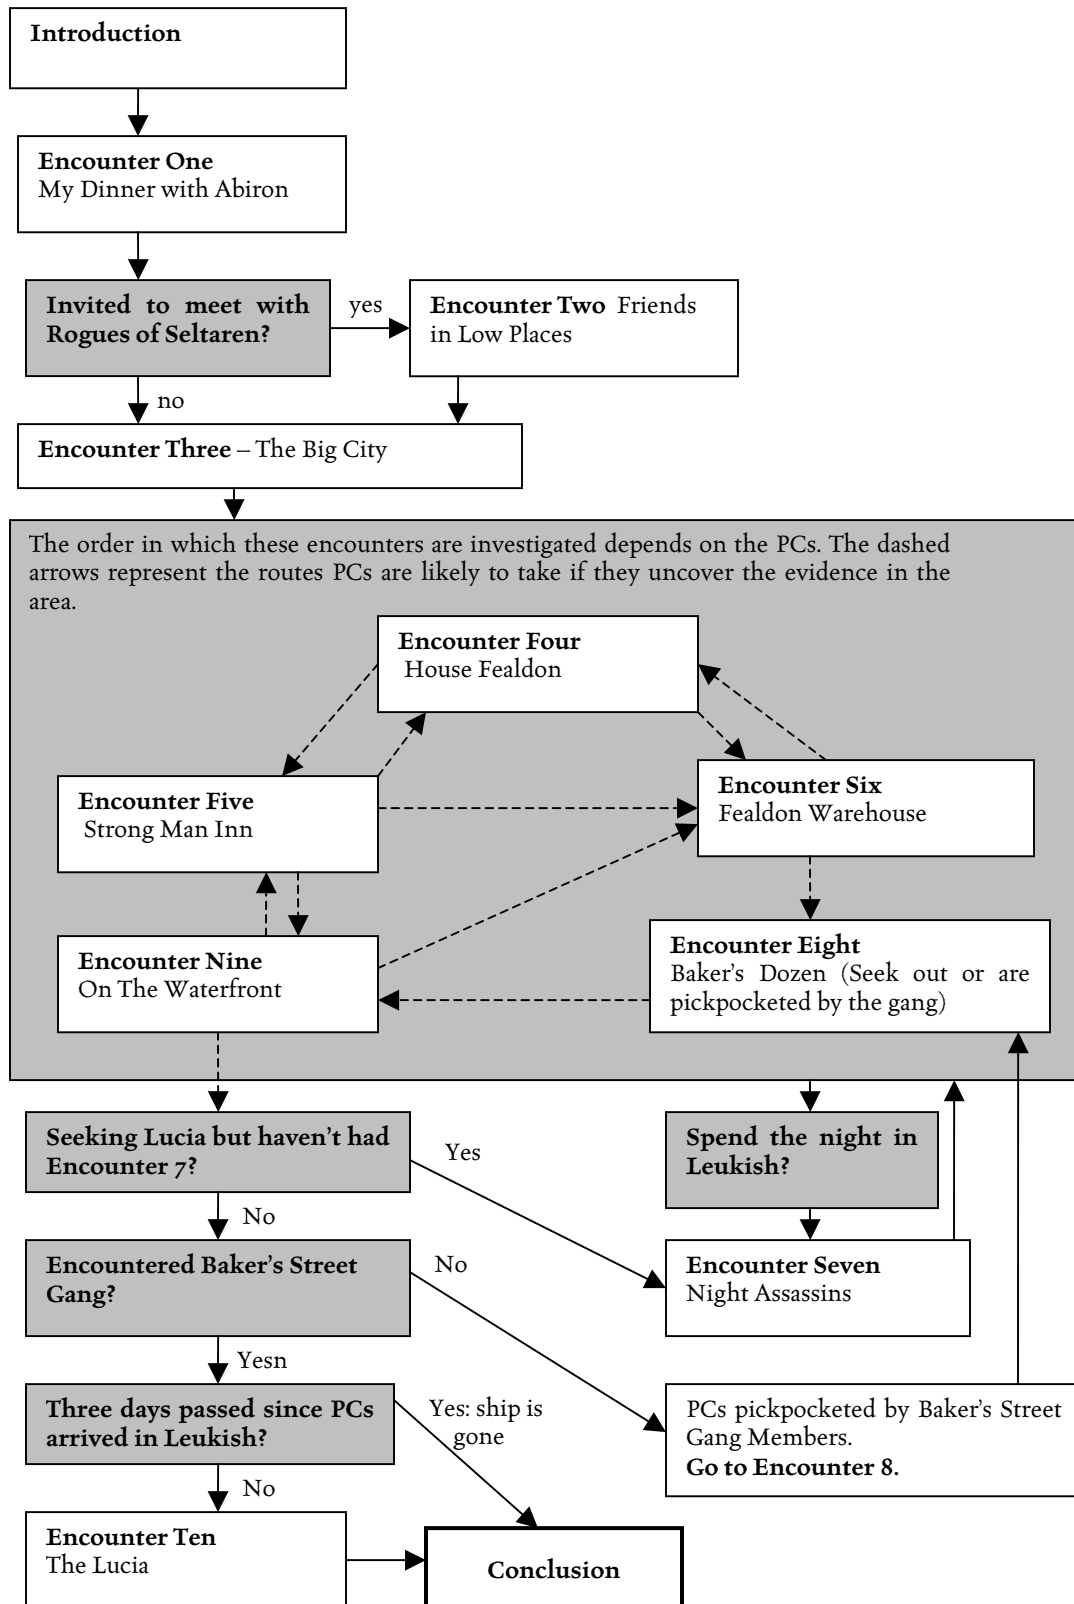 Introduction
Encounter One
My Dinner with Abiron
Invited to meet with
Rogues of Seltaren?
yes
Encounter Two Friends
in Low Places
no
Encounter Three – The Big City
The order in which these encounters are investigated depends on the PCs. The dashed
arrows represent the routes PCs are likely to take if they uncover the evidence in the
area.
Encounter Four
House Fealdon
Encounter Five
Strong Man Inn
Encounter Six
Fealdon Warehouse
Encounter Nine
On The Waterfront
Encounter Eight
Baker's Dozen (Seek out or are
pickpocketed by the gang)
Seeking Lucia but haven't had
Encounter 7?
Yes
Spend the night in
Leukish?
No
Encountered Baker's Street
Gang?
No
Encounter Seven
Night Assassins
Yesn
Three days passed since PCs
arrived in Leukish?
Yes: ship is
gone
PCs pickpocketed by Baker's Street
Gang Members.
Go to Encounter 8.
No
Encounter Ten
The Lucia
Conclusion